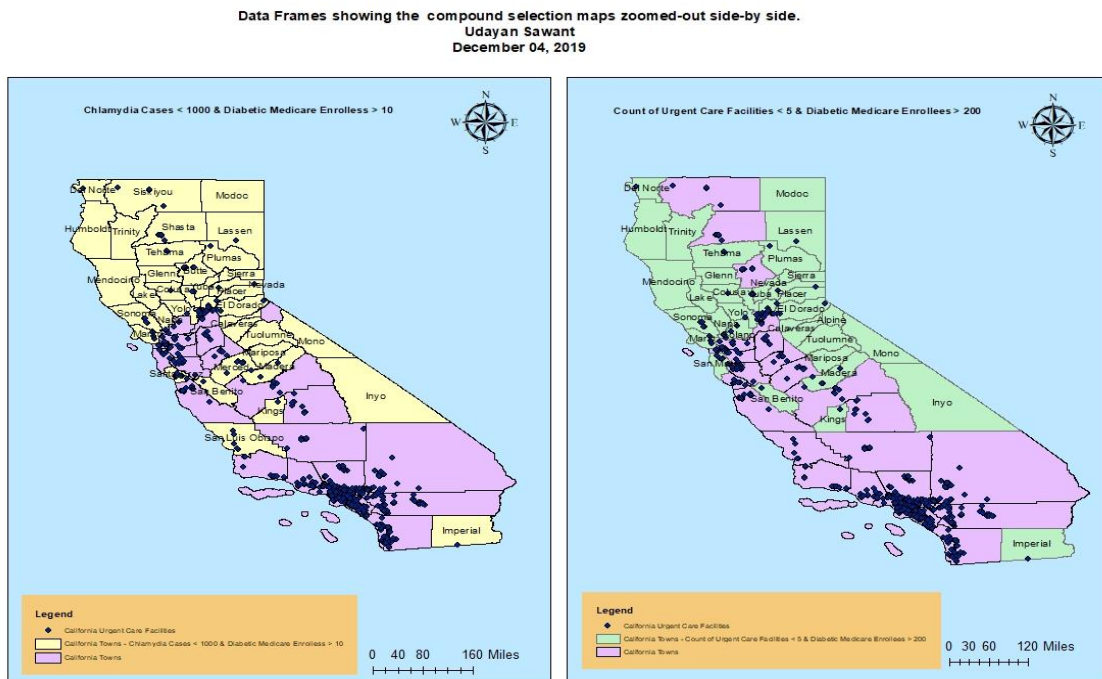 Data Frames showing the compound selection maps zoomed-out side-by side.
Udayan Sawant
December 04, 2019
Chlamydia Cases < 1000 & Diabetic Medicare Enrolless > 10
N
W E
S
Del Norte
Siskiyou
Modoc
Humboldt
Trinity
Shasta
Lassen
Tehama
Plumas
Glenn
Butte
Sierra
Mendocino
Nevada
Lake
Colusa
Yuba
Placer
Yolo
El Dorado
Sonoma
Napa
Calaveras
Tuolumne
Mono
Mariposa
Merced
Madera
San Benito
Inyo
Kings
San Luis Obispo
Imperial
Legend
California Urgent Care Facilities
California Towns - Chlamydia Cases < 1000 & Diabetic Medicare Enrolless > 10
California Towns
0 40 80 160 Miles
Count of Urgent Care Facilities < 5 & Diabetic Medicare Enrollees > 200
N
W E
S
Del Norte
Modoc
Humboldt
Trinity
Lassen
Tehama
Plumas
Glenn
Sierra
Mendocino
Nevada
Colusa
Yuba
Placer
Lake
Yolo
El Dorado
Sonoma
Napa
Alpine
Solano
Calaveras
Tuolumne
Mono
Mariposa
Madera
San Benito
Inyo
Kings
Imperial
Legend
California Urgent Care Facilities
California Towns - Count of Urgent Care Facilities < 5 & Diabetic Medicare Enrollees > 200
California Towns
0 30 60 120 Miles